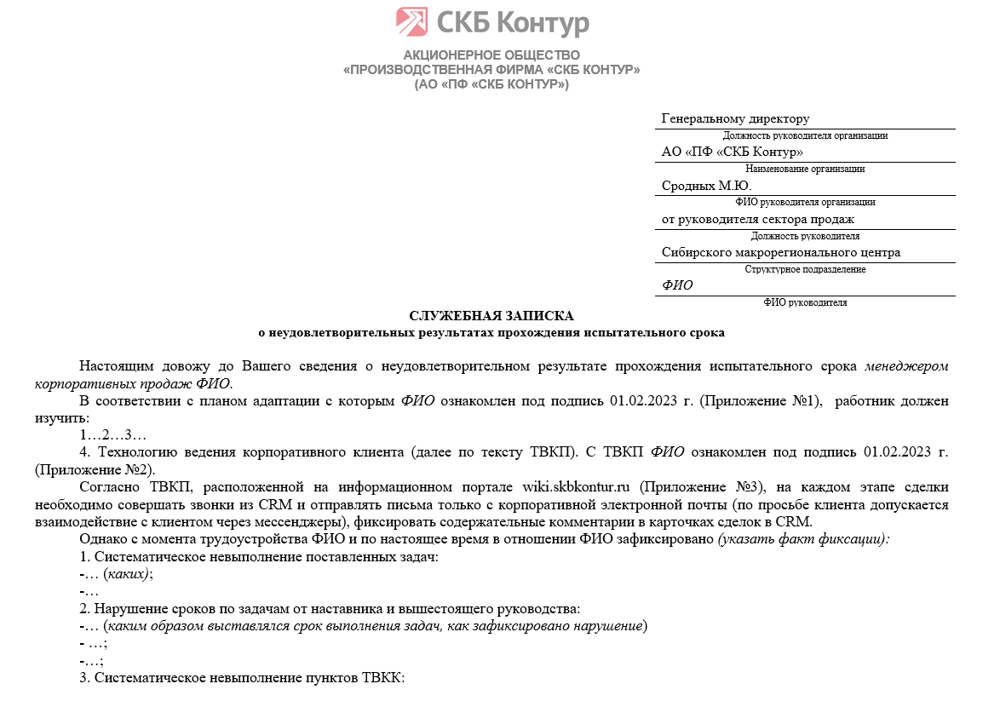 СКБ Контур
АКЦИОНЕРНОЕ ОБЩЕСТВО
«ПРОИЗВОДСТВЕННАЯ ФИРМА «СКБ КОНТУР»
(АО «ПФ «СКБ КОНТУР»)
Генеральному директору
Должность руководителя организации
АО «ПФ «СКБ Контур»
Наименование организации
Сродных М.Ю.
ФИО руководителя организации
от руководителя сектора продаж
Должность руководителя
Сибирского макрорегионального центра
Структурное подразделение
ФИО
ФИО руководителя
СЛУЖЕБНАЯ ЗАПИСКА
о неудовлетворительных результатах прохождения испытательного срока
Настоящим довожу до Вашего сведения о неудовлетворительном результате прохождения испытательного срока менеджером
корпоративных продаж ФИО.
В соответствии с планом адаптации с которым ФИО ознакомлен под подпись 01.02.2023 г. (Приложение №1), работник должен
изучить:
1…2…3…
4. Технологию ведения корпоративного клиента (далее по тексту ТВКП). С ТВКП ФИО ознакомлен под подпись 01.02.2023 г.
(Приложение №2).
Согласно ТВКП, расположенной на информационном портале wiki.skbkontur.ru (Приложение №3), на каждом этапе сделки
необходимо совершать звонки из CRM и отправлять письма только с корпоративной электронной почты (по просьбе клиента допускается
взаимодействие с клиентом через мессенджеры), фиксировать содержательные комментарии в карточках сделок в CRM.
Однако с момента трудоустройства ФИО и по настоящее время в отношении ФИО зафиксировано (указать факт фиксации):
1. Систематическое невыполнение поставленных задач:
-… (каких);
-…
2. Нарушение сроков по задачам от наставника и вышестоящего руководства:
-… (каким образом выставлялся срок выполнения задач, как зафиксировано нарушение)
- …;
-…;
3. Систематическое невыполнение пунктов ТВКК: